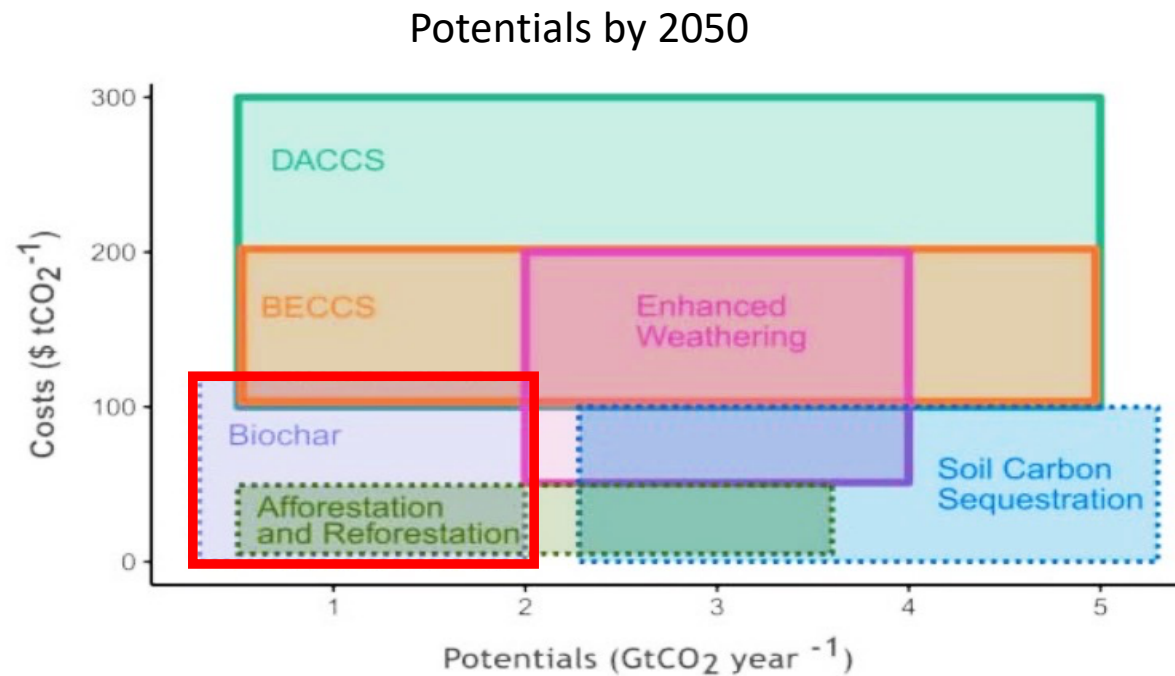 Potentials by 2050
300
200
100
0
Costs ($ tCO₂⁻¹)
DACCS
BECCS
Enhanced
Weathering
Biochar
Afforestation
and Reforestation
Soil Carbon
Sequestration
1
2
3
4
5
Potentials (GtCO₂ year ⁻¹)